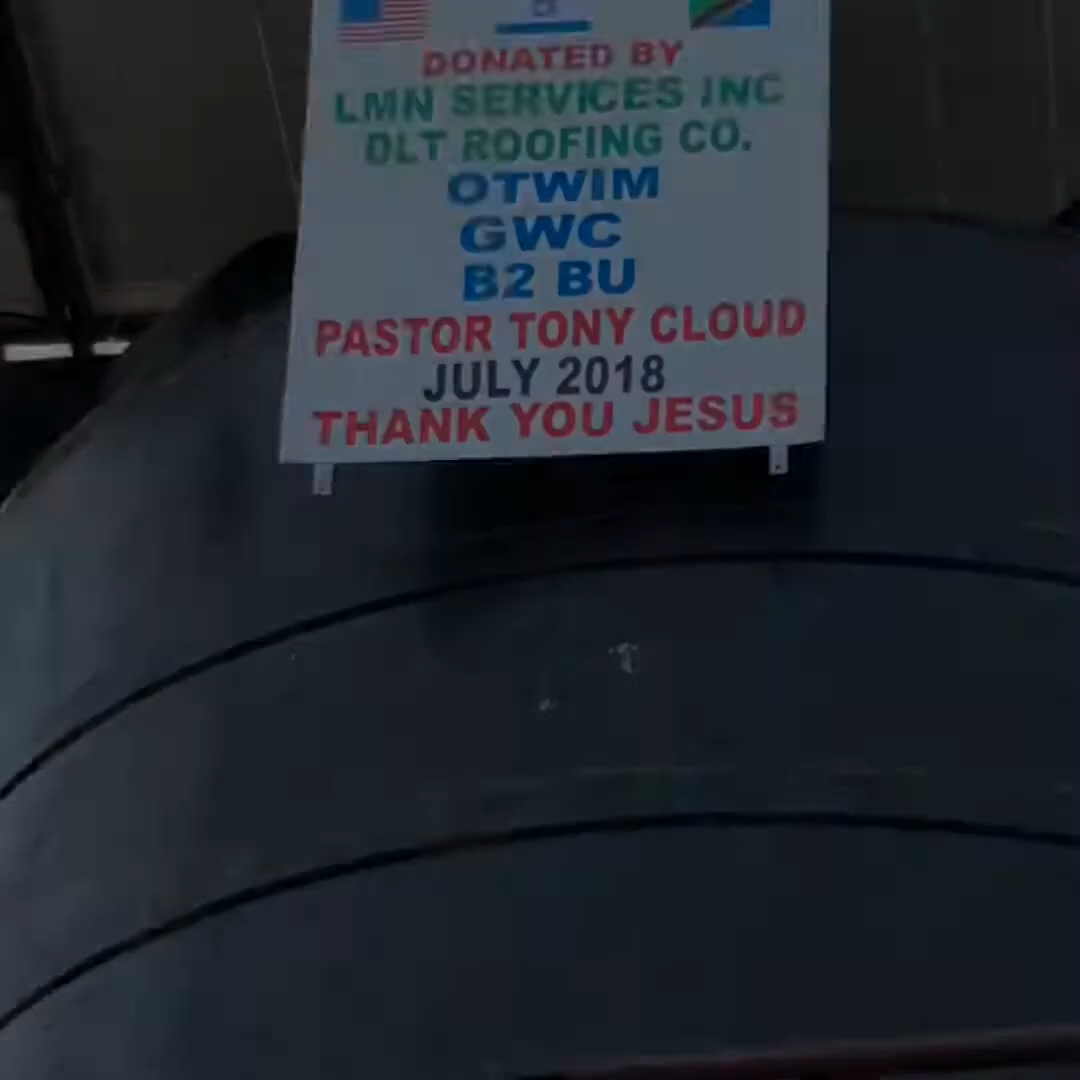 DONATED BY
LMN SERVICES INC
DLT ROOFING CO.
OTWIM
GWC
B2 BU
PASTOR TONY CLOUD
JULY 2018
THANK YOU JESUS